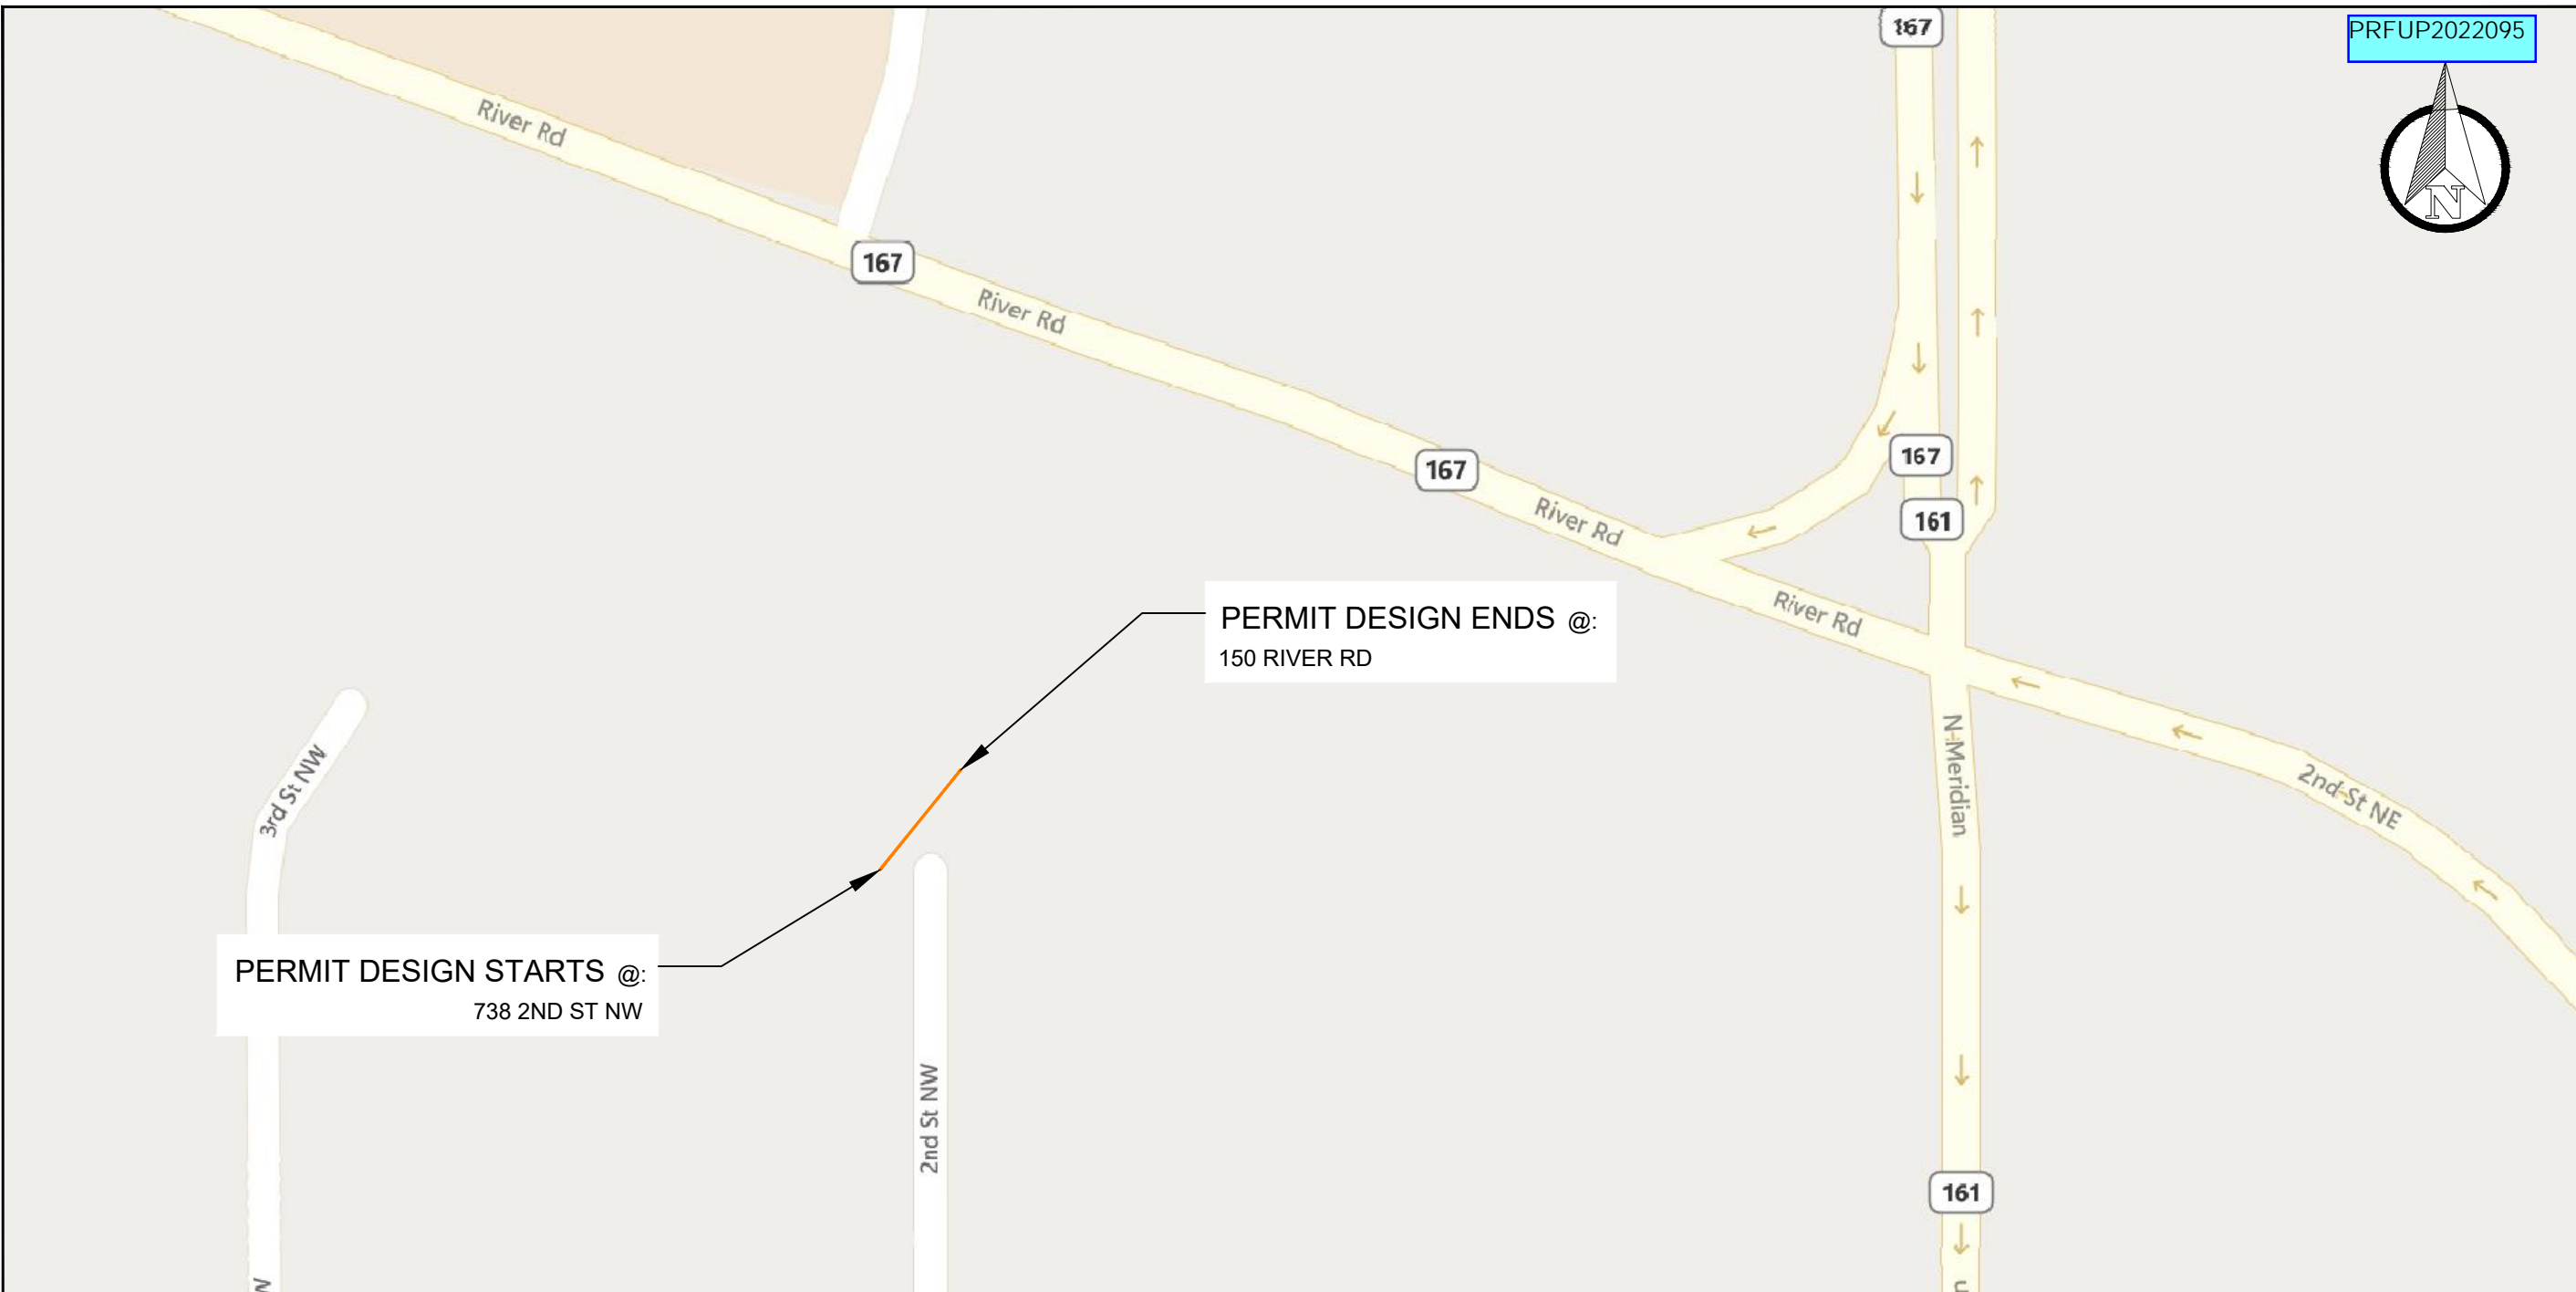 167
PRFUP2022095
N
River Rd
167
River Rd
167
167
River Rd
161
PERMIT DESIGN ENDS @:
150 RIVER RD
River Rd
N Meridian
3rd St NW
2nd St NE
PERMIT DESIGN STARTS @:
738 2ND ST NW
2nd St NW
161